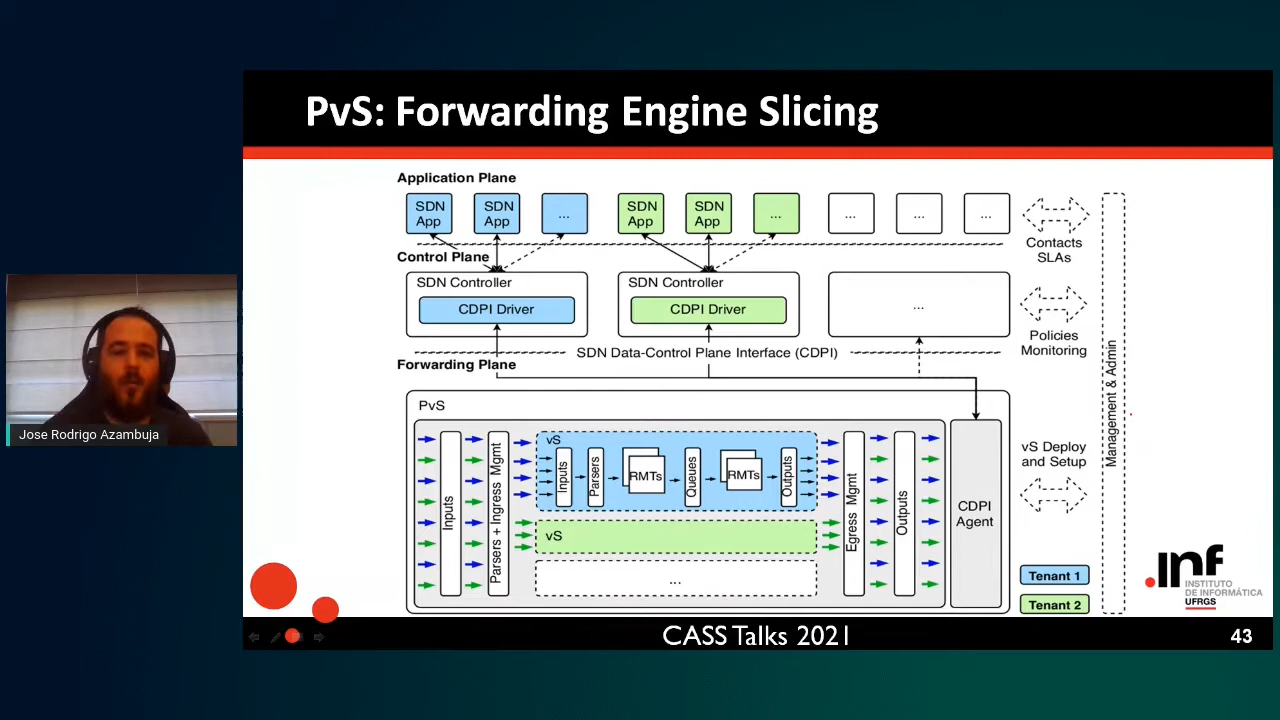 PvS: Forwarding Engine Slicing
Application Plane
SDN App
SDN App
...
SDN App
SDN App
...
...
...
...
Contacts
SLAs
Control Plane
SDN Controller
CDPI Driver
SDN Controller
CDPI Driver
...
Policies
Monitoring
SDN Data-Control Plane Interface (CDPI)
Forwarding Plane
PvS
Inputs
Parsers + Ingress Mgmt
vS
Inputs
Parsers
RMTs
Queues
RMTs
Outputs
vS
...
Egress Mgmt
Outputs
CDPI
Agent
vS Deploy
and Setup
Management & Admin
Tenant 1
Tenant 2
.inf
INSTITUTO
DE INFORMÁTICA
UFRGS
CASS Talks 2021
43
Jose Rodrigo Azambuja